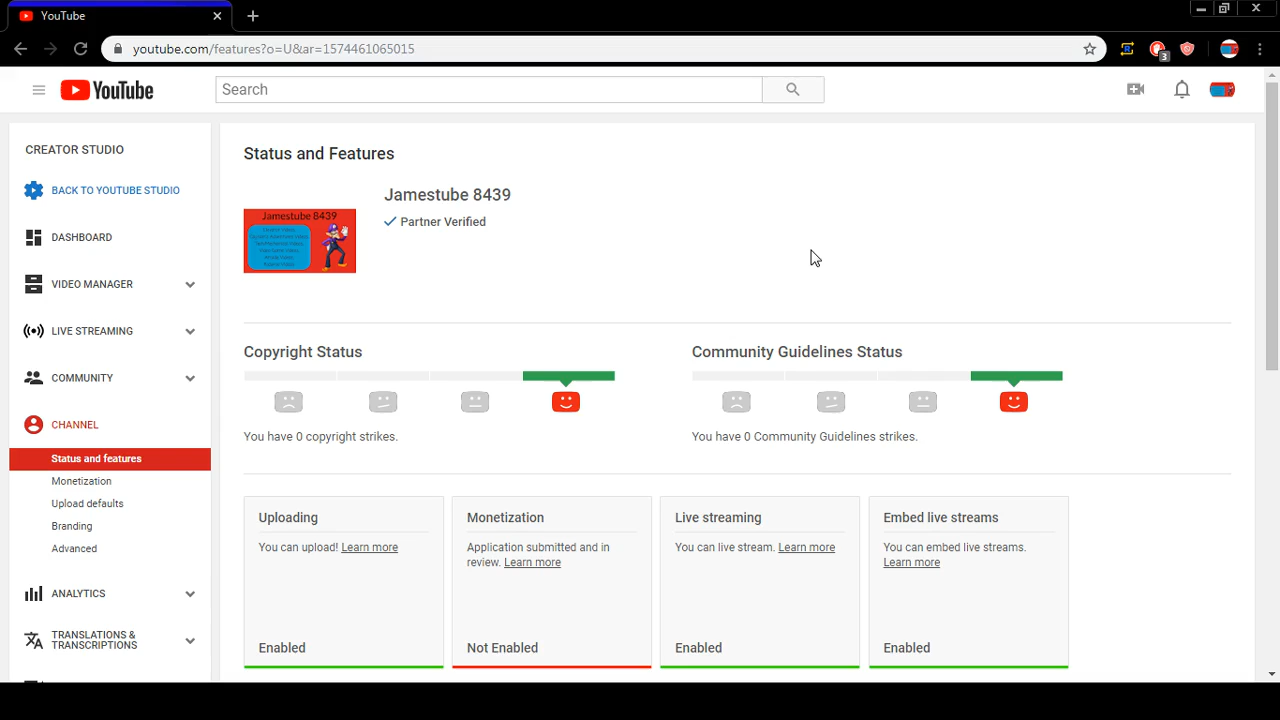 YouTube
youtube.com/features?o=U&ar=1574461065015
3
YouTube
Search
CREATOR STUDIO
BACK TO YOUTUBE STUDIO
DASHBOARD
VIDEO MANAGER
LIVE STREAMING
COMMUNITY
CHANNEL
Status and features
Monetization
Upload defaults
Branding
Advanced
ANALYTICS
TRANSLATIONS &
TRANSCRIPTIONS
Status and Features
Jamestube 8439
Jamestube 8439
Partner Verified
Copyright Status
You have 0 copyright strikes.
Community Guidelines Status
You have 0 Community Guidelines strikes.
Uploading
You can upload! Learn more
Enabled
Monetization
Application submitted and in
review. Learn more
Not Enabled
Live streaming
You can live stream. Learn more
Enabled
Embed live streams
You can embed live streams.
Learn more
Enabled